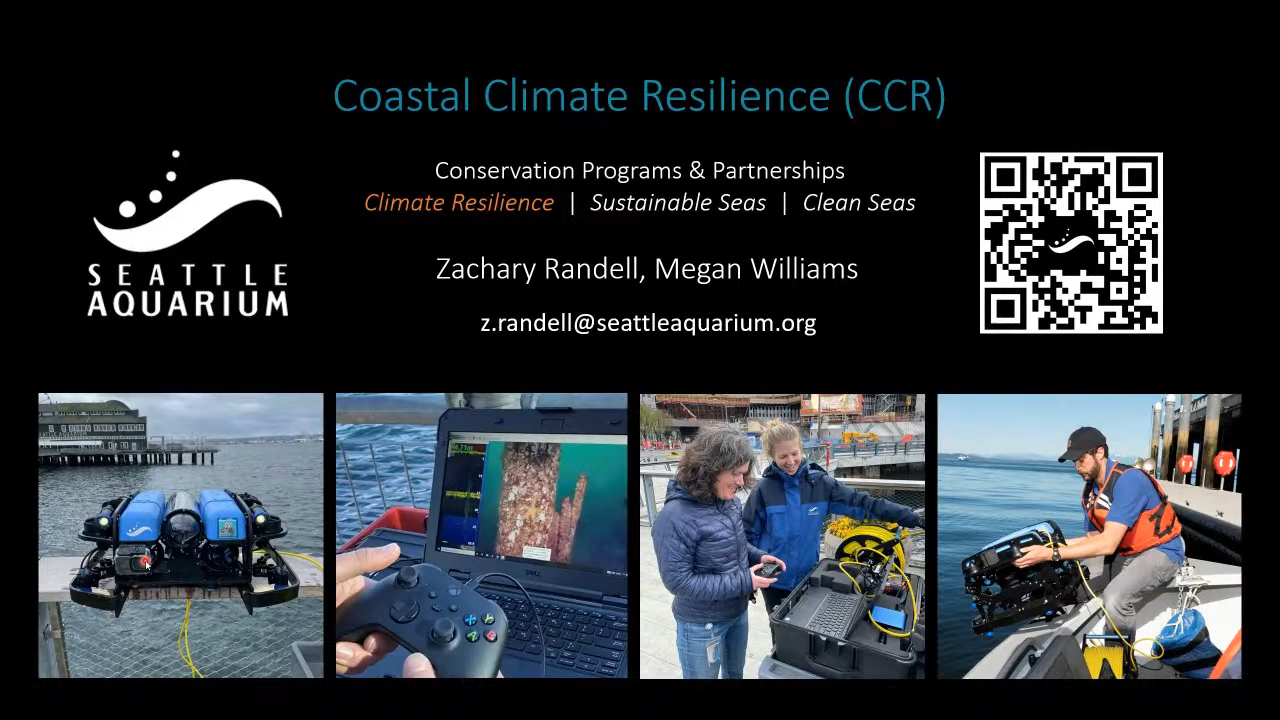 Coastal Climate Resilience (CCR)
Conservation Programs & Partnerships
Climate Resilience | Sustainable Seas | Clean Seas
SEATTLE
AQUARIUM
Zachary Randell, Megan Williams
z.randell@seattleaquarium.org
DELL
X
Y
B
A